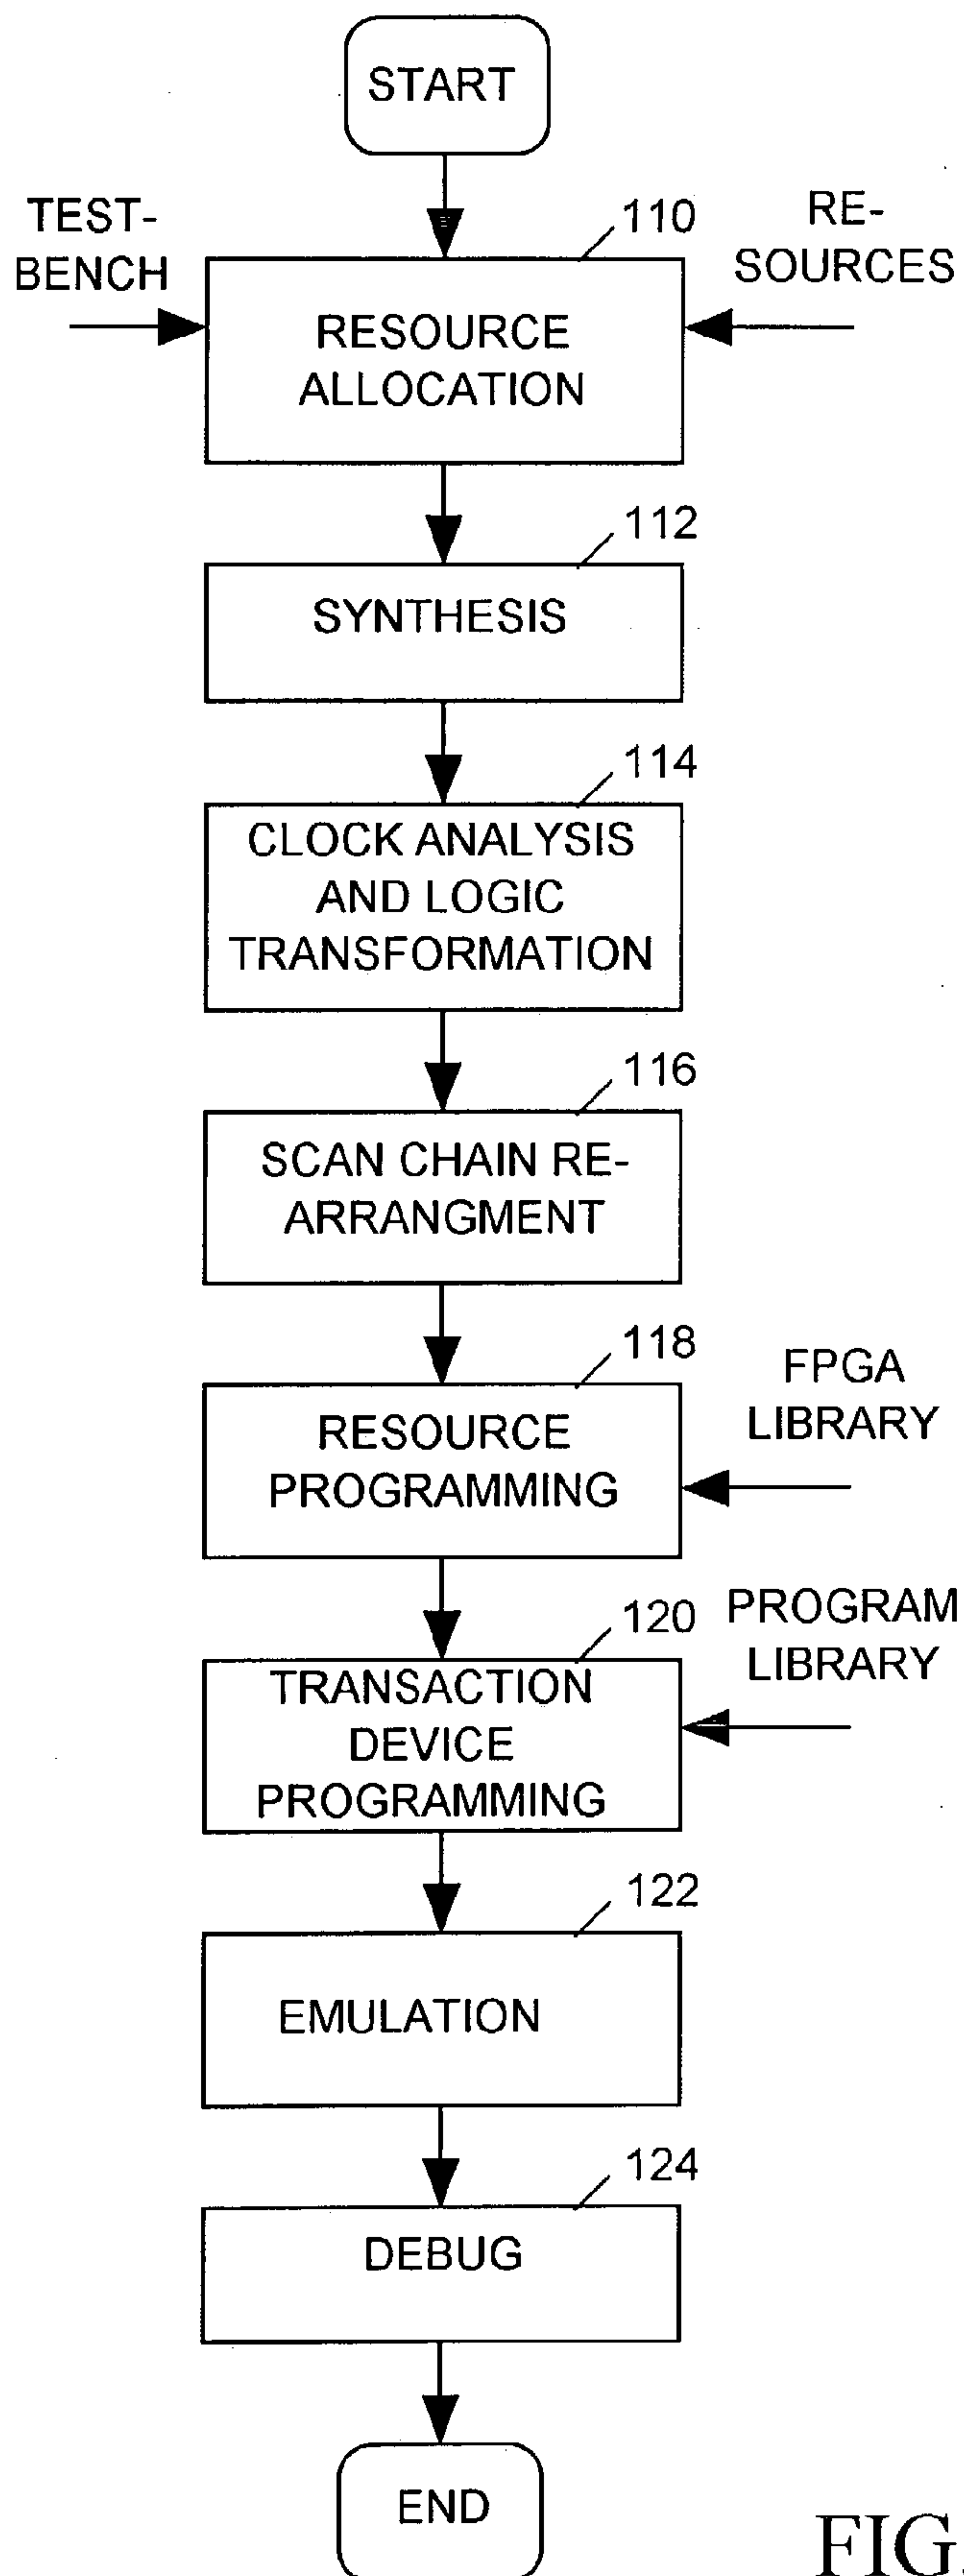 START
TEST-
BENCH
110
RE-
SOURCES
RESOURCE
ALLOCATION
112
SYNTHESIS
114
CLOCK ANALYSIS
AND LOGIC
TRANSFORMATION
116
SCAN CHAIN RE-
ARRANGMENT
118
FPGA
LIBRARY
RESOURCE
PROGRAMMING
120
PROGRAM
LIBRARY
TRANSACTION
DEVICE
PROGRAMMING
122
EMULATION
124
DEBUG
END
FIG.